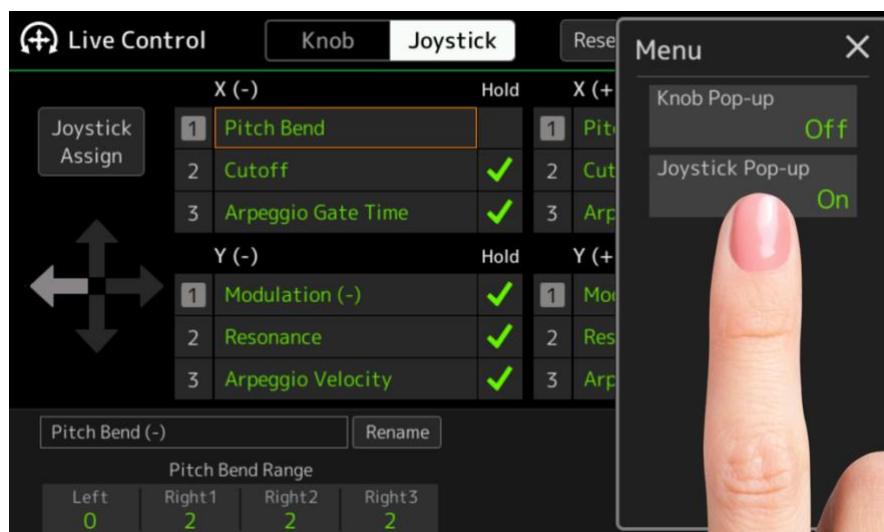 Live Control
Knob
Joystick
Rese
Menu
X (-)
Hold
X (+
Joystick
Assign
1 Pitch Bend
1 Pit
2 Cutoff
2 Cut
3 Arpeggio Gate Time
3 Arp
Y (-)
Hold
Y (+
1 Modulation (-)
1 Mo
2 Resonance
2 Res
3 Arpeggio Velocity
3 Arp
Pitch Bend (-)
Rename
Pitch Bend Range
Left Right1 Right2 Right3
0 2 2 2
Knob Pop-up
Off
Joystick Pop-up
On